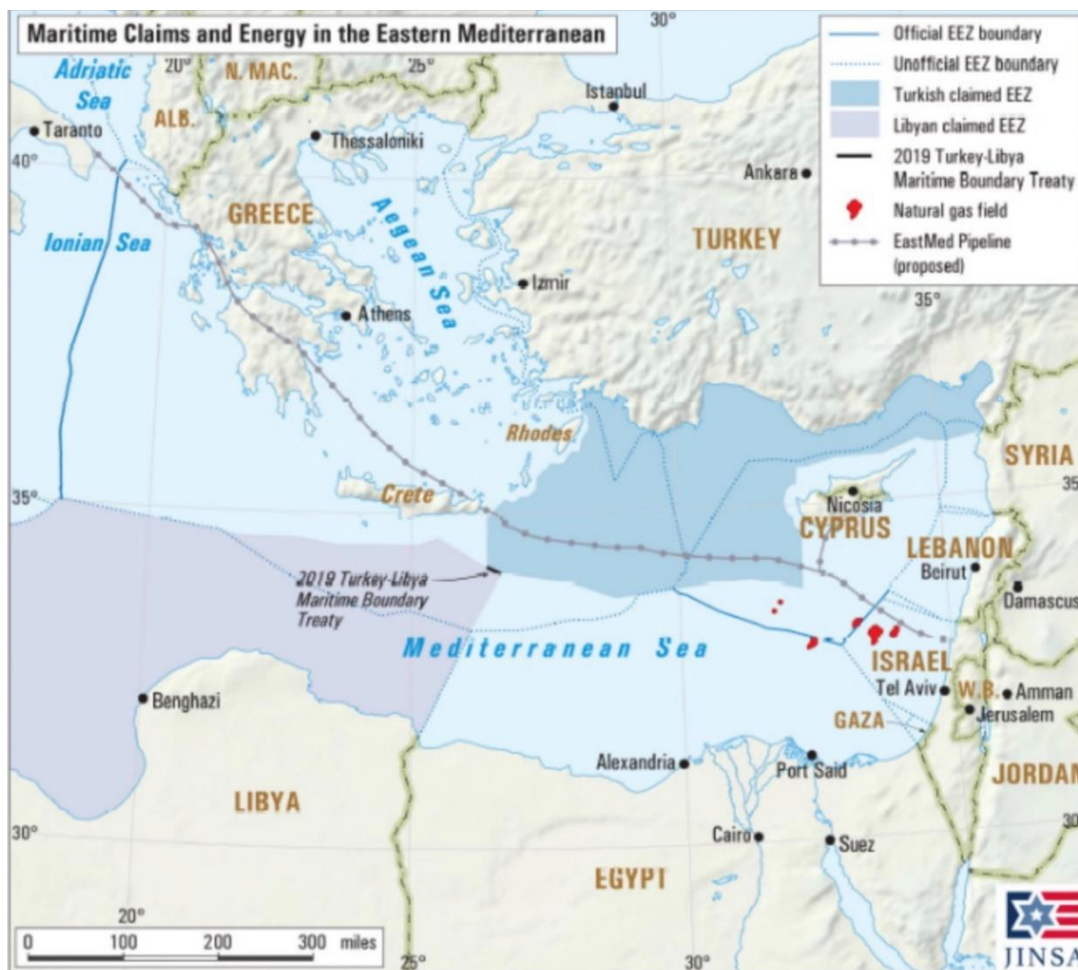 Maritime Claims and Energy in the Eastern Mediterranean
30°
Official EEZ boundary
Unofficial EEZ boundary
Turkish claimed EEZ
Libyan claimed EEZ
2019 Turkey-Libya
Maritime Boundary Treaty
Natural gas field
EastMed Pipeline
(proposed)
35°
Adriatic
Sea
20°
N. MAC.
25°
Istanbul
ALB.
Taranto
Thessaloniki
40°
Ankara
GREECE
Aegean Sea
TURKEY
Ionian Sea
Izmir
Athens
Rhodes
SYRIA
Crete
35°
35°
Nicosia
CYPRUS
LEBANON
Beirut
2019 Turkey-Libya
Maritime Boundary
Treaty
Damascus
Mediterranean Sea
ISRAEL
Tel Aviv
W.B.
Amman
Benghazi
Jerusalem
GAZA
Alexandria
Port Said
JORDAN
LIBYA
30°
30°
Cairo
Suez
EGYPT
20°
0 100 200 300 miles
25°
30°
JINSA